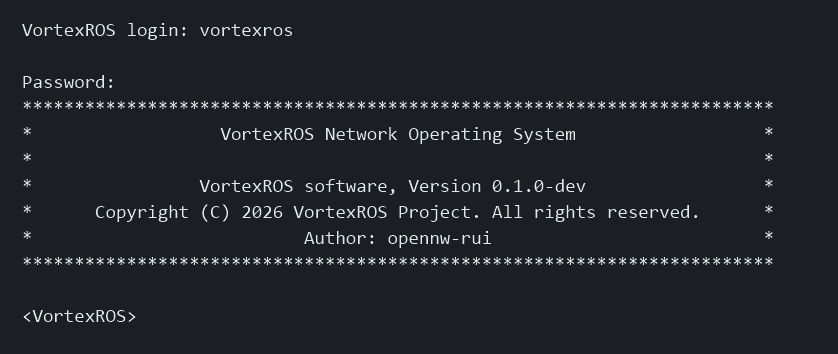 VortexROS login: vortexros
Password:
************************************************************************
* VortexROS Network Operating System *
* *
* VortexROS software, Version 0.1.0-dev *
* Copyright (C) 2026 VortexROS Project. All rights reserved. *
* Author: opennw-rui *
************************************************************************
<VortexROS>